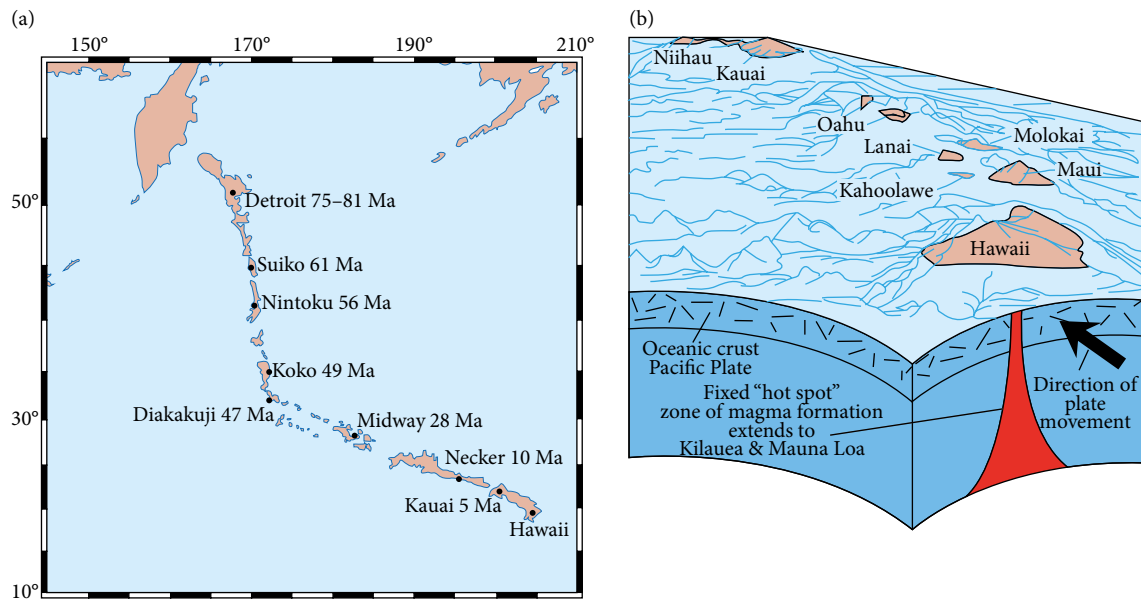 (a)
150°
170°
190°
210°
50°
30°
10°
Detroit 75–81 Ma
Suiko 61 Ma
Nintoku 56 Ma
Koko 49 Ma
Diakakuji 47 Ma
Midway 28 Ma
Necker 10 Ma
Kauai 5 Ma
Hawaii
(b)
Niihau
Kauai
Oahu
Molokai
Lanai
Maui
Kahoolawe
Hawaii
Oceanic crust
Pacific Plate
Fixed “hot spot”
zone of magma formation
extends to
Kilauea & Mauna Loa
Direction of
plate
movement